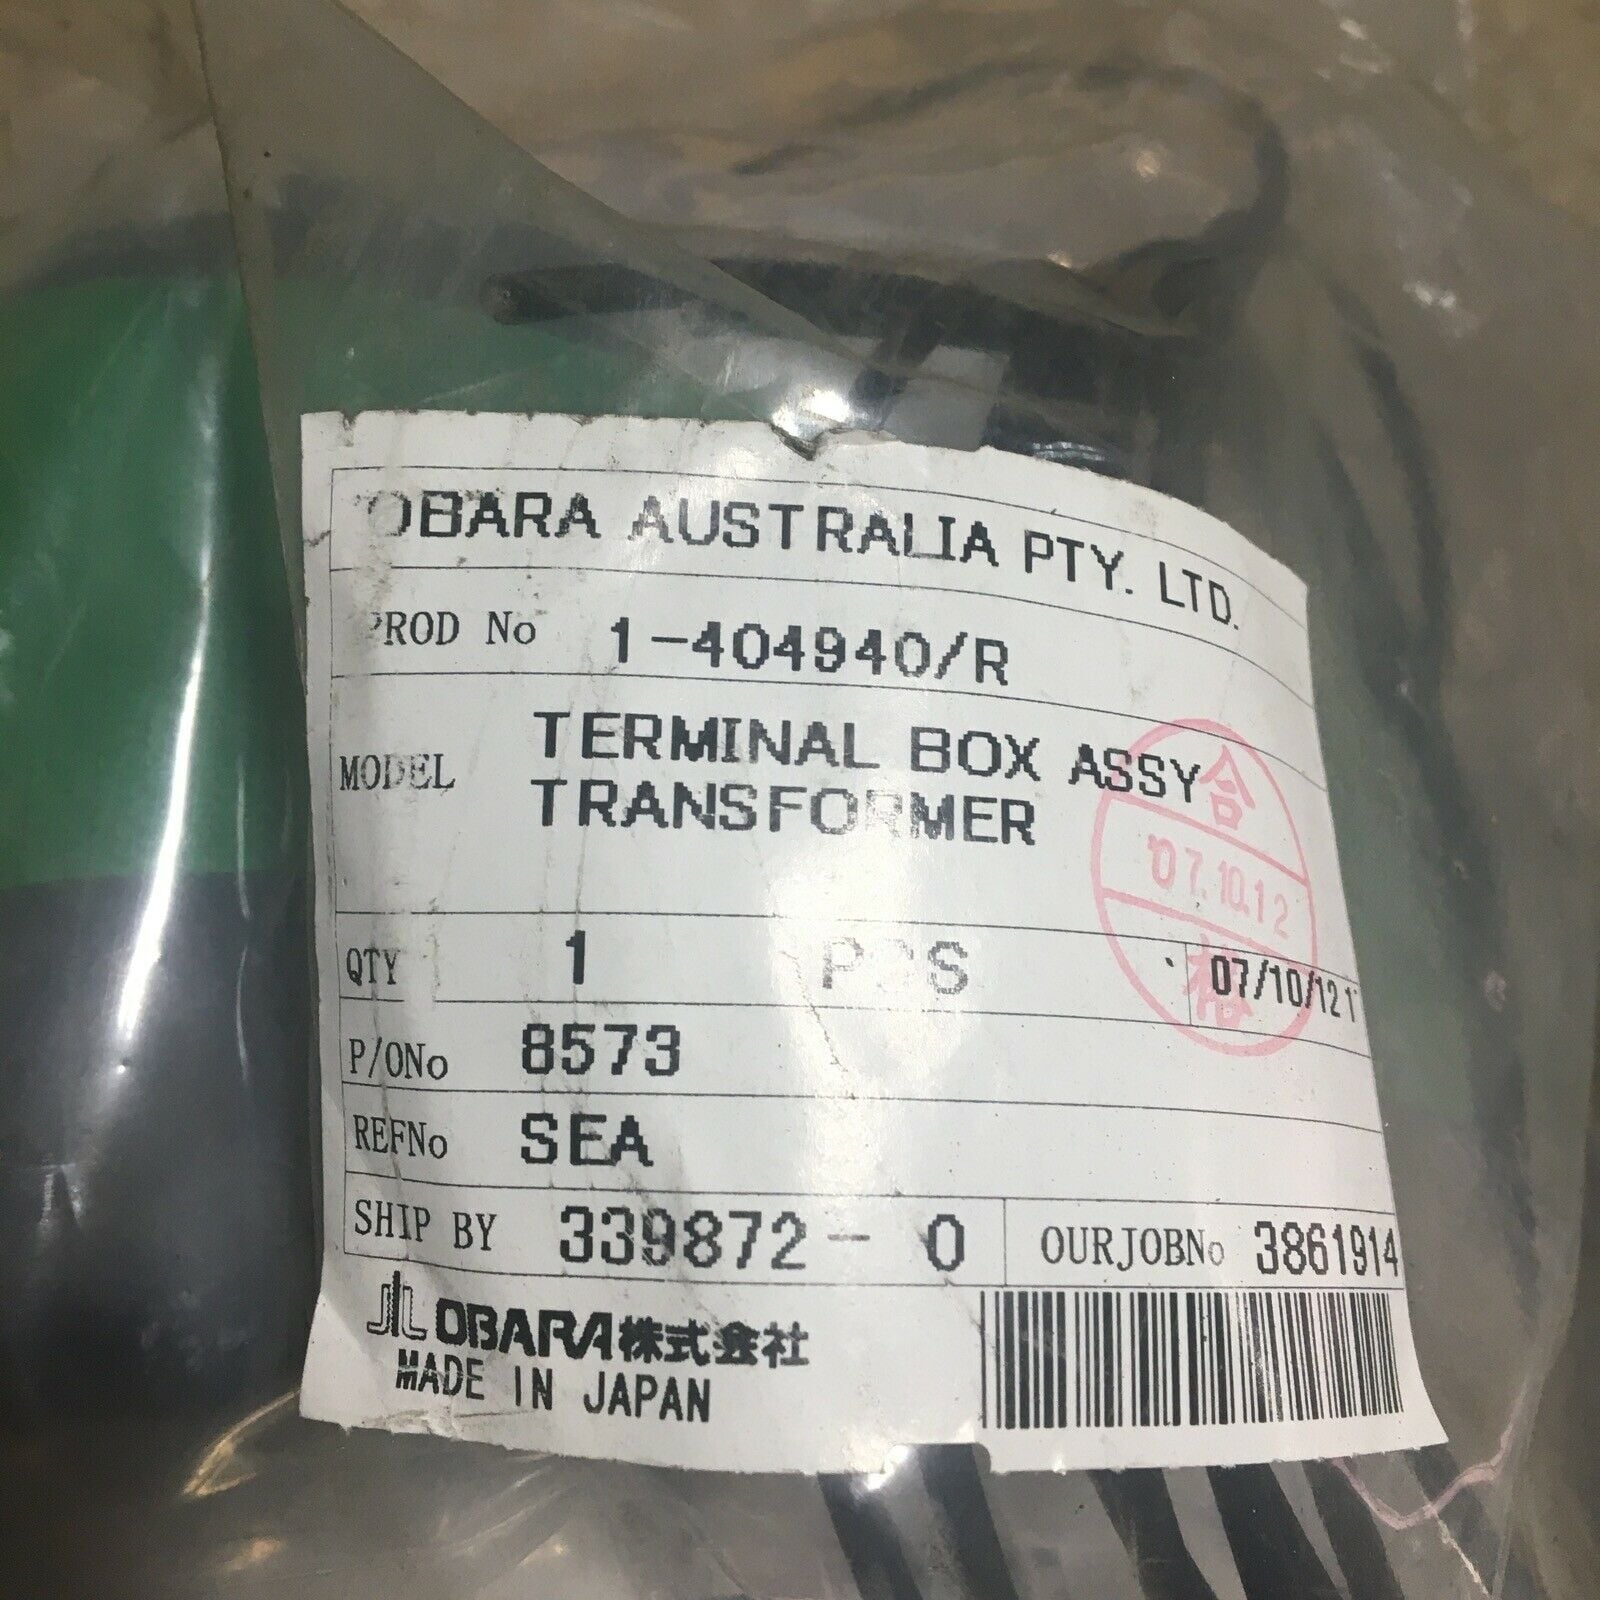 OBARA AUSTRALIA PTY. LTD.
PROD No 1-404940/R
MODEL TERMINAL BOX ASSY
TRANSFORMER
合
'07.10.12
格
QTY 1 PCS 07/10/12
P/ONo 8573
REFNo SEA
SHIP BY 339872- 0 OURJOBNo 3861914
OBARA株式会社
MADE IN JAPAN